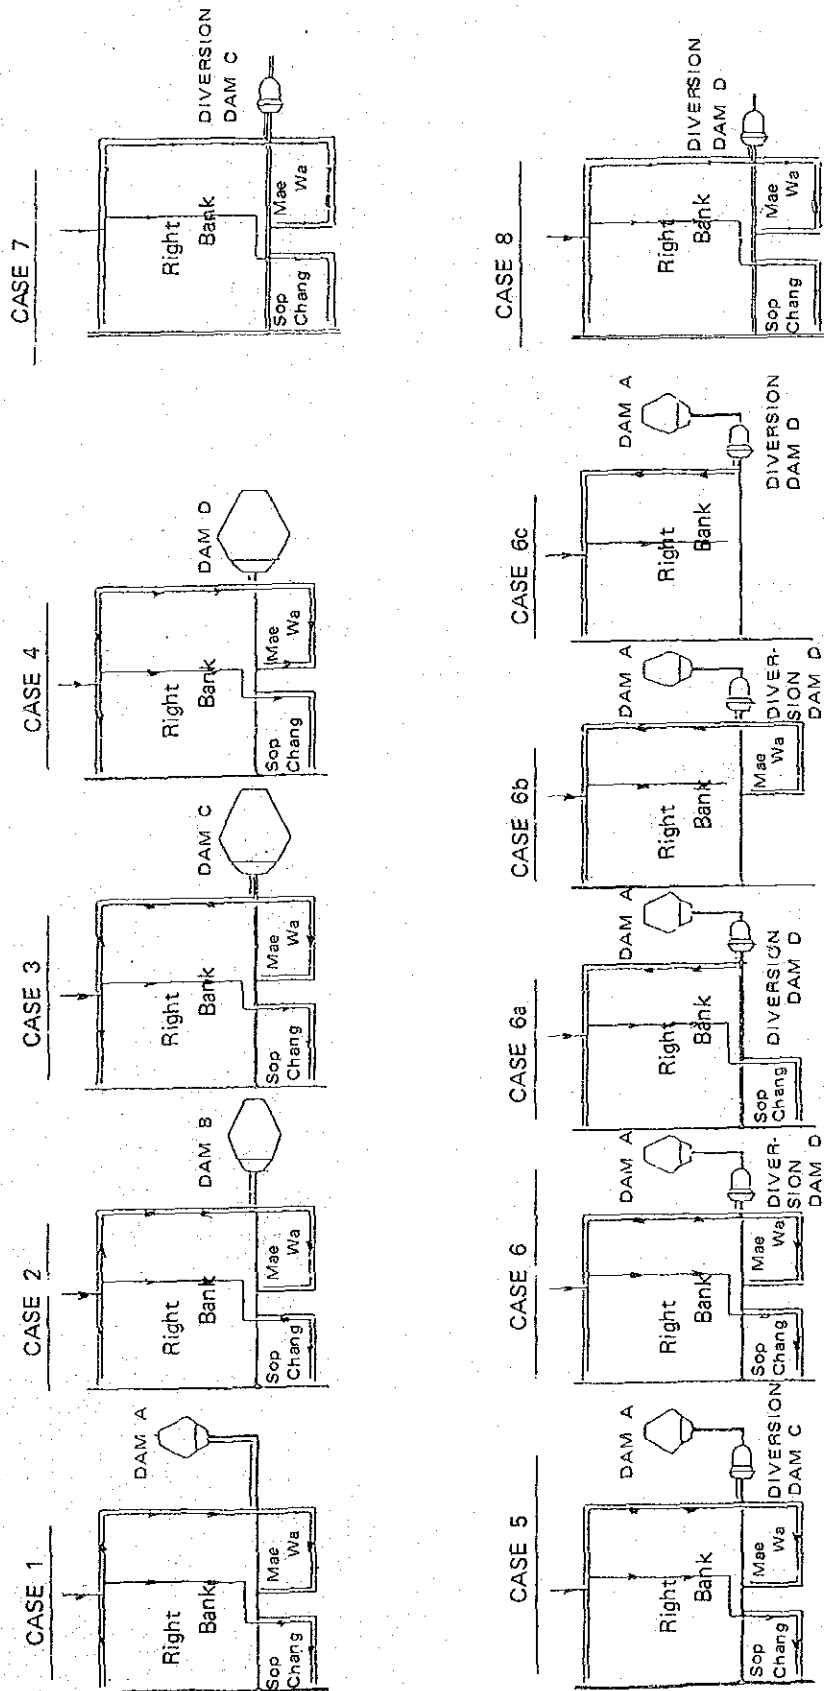 CASE 1
DAM A
Right
Bank
Mae
Wa
Sop
Chang
CASE 2
DAM B
Right
Bank
Mae
Wa
Sop
Chang
CASE 3
DAM C
Right
Bank
Mae
Wa
Sop
Chang
CASE 4
DAM D
Right
Bank
Mae
Wa
Sop
Chang
CASE 7
DIVERSION
DAM C
Right
Bank
Mae
Wa
Sop
Chang
CASE 5
DAM A
Right
Bank
Mae
Wa
Sop
Chang
DIVERSION
DAM C
CASE 6
DAM A
Right
Bank
Mae
Wa
Sop
Chang
DIVER-
SION
DAM D
CASE 6a
DAM A
Right
Bank
Sop
Chang
DIVERSION
DAM D
CASE 6b
DAM A
Right
Bank
Mae
Wa
DIVER-
SION
DAM D
CASE 6c
DAM A
Right
Bank
DIVERSION
DAM D
CASE 8
DIVERSION
DAM D
Right
Bank
Mae
Wa
Sop
Chang